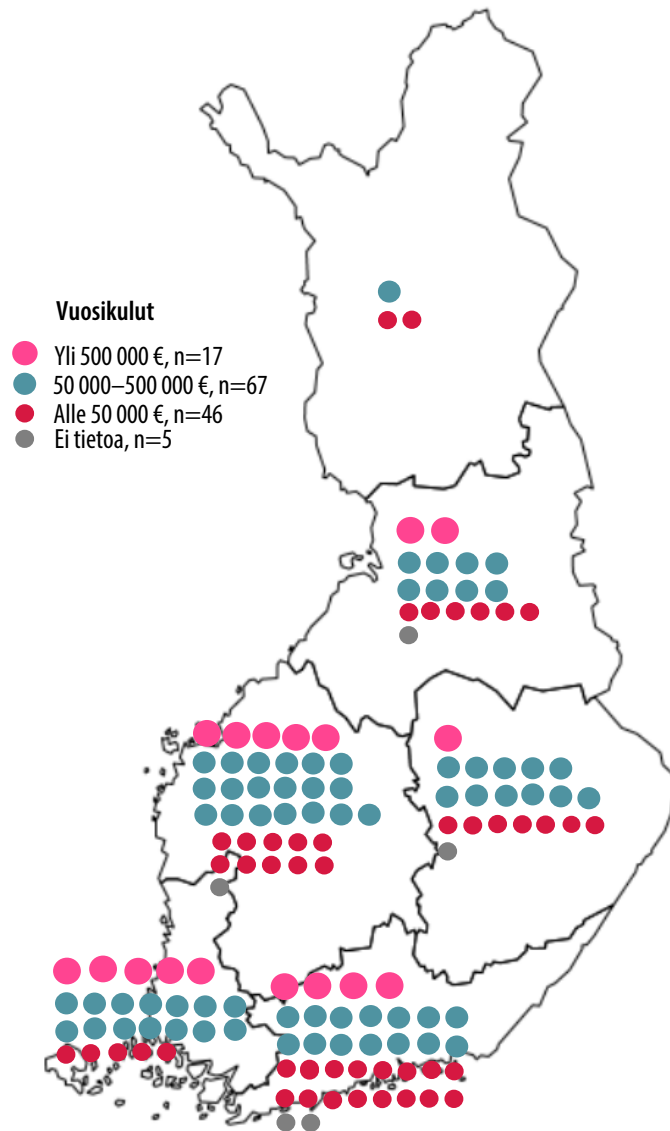 Vuosikulut
Yli 500 000 €, n=17
50 000–500 000 €, n=67
Alle 50 000 €, n=46
Ei tietoa, n=5